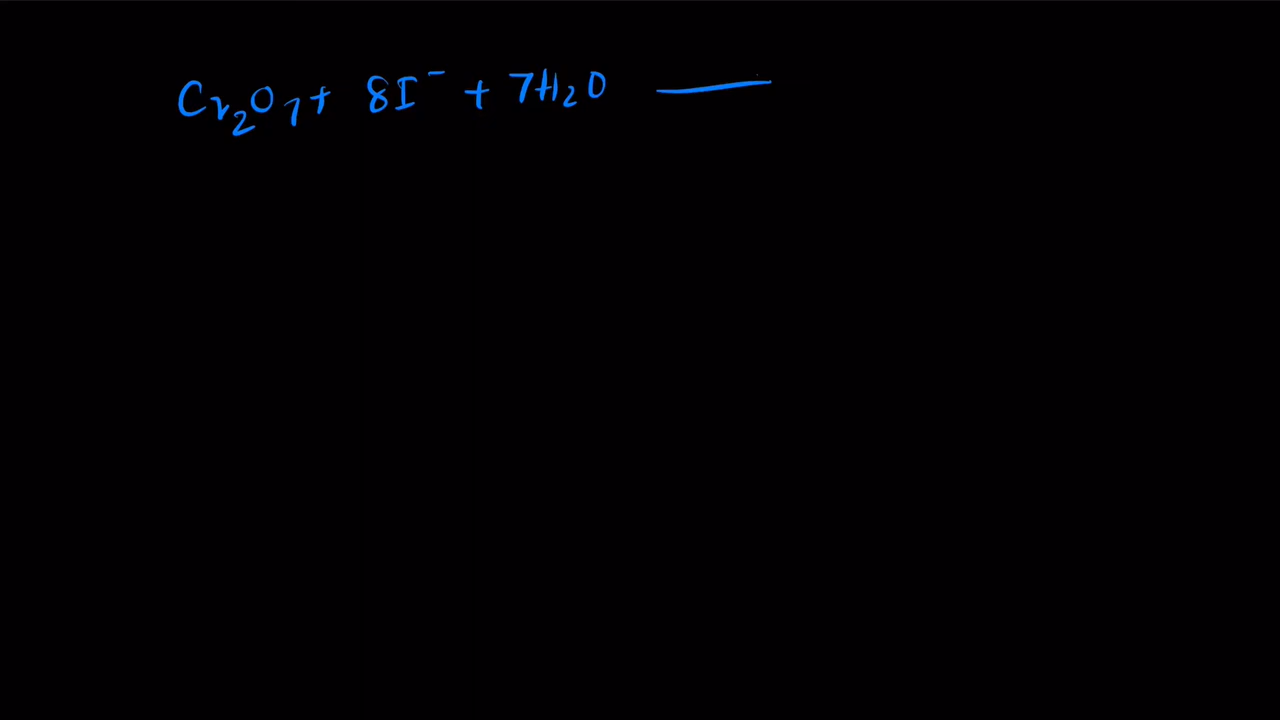 Cr₂O₇ + 8I⁻ + 7H₂O —